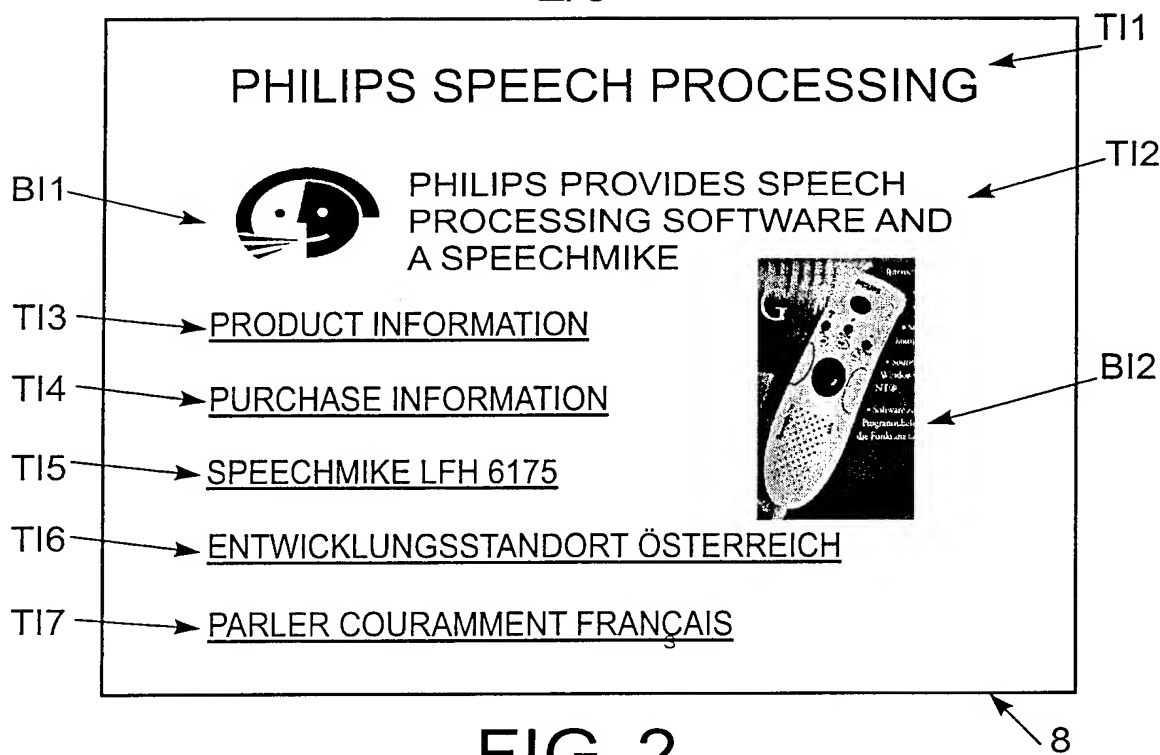 TI1
PHILIPS SPEECH PROCESSING
TI2
BI1
PHILIPS PROVIDES SPEECH
PROCESSING SOFTWARE AND
A SPEECHMIKE
G
TI3
PRODUCT INFORMATION
TI4
PURCHASE INFORMATION
BI2
TI5
SPEECHMIKE LFH 6175
TI6
ENTWICKLUNGSSTANDORT ÖSTERREICH
TI7
PARLER COURAMMENT FRANÇAIS
8
FIG. 2